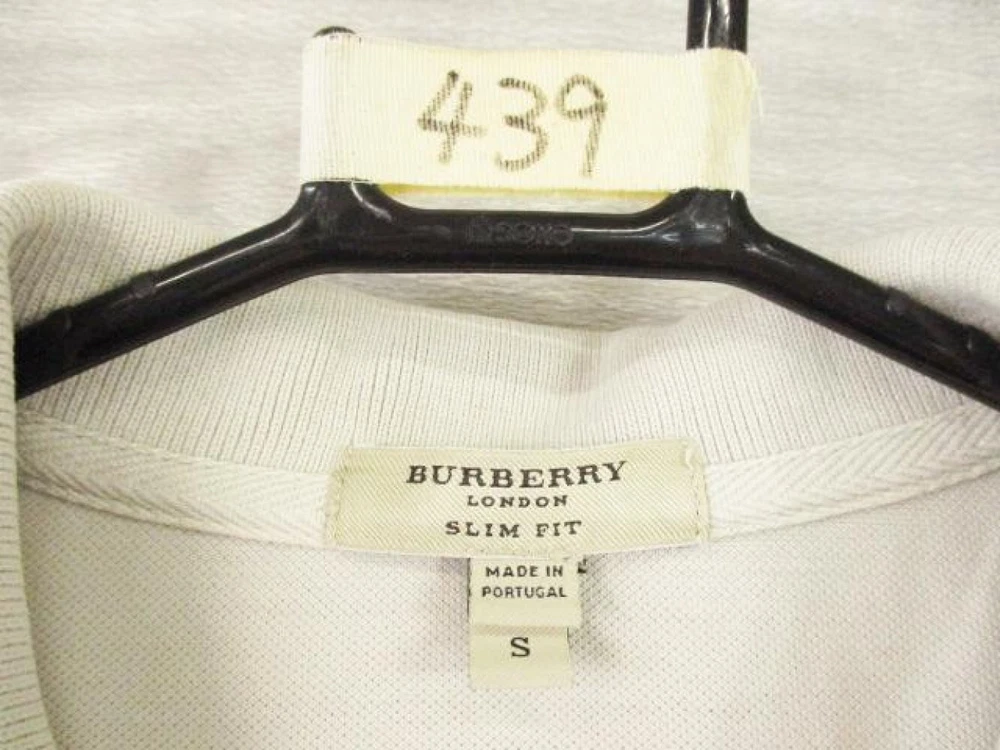 439
BURBERRY
LONDON
SLIM FIT
MADE IN
PORTUGAL
S